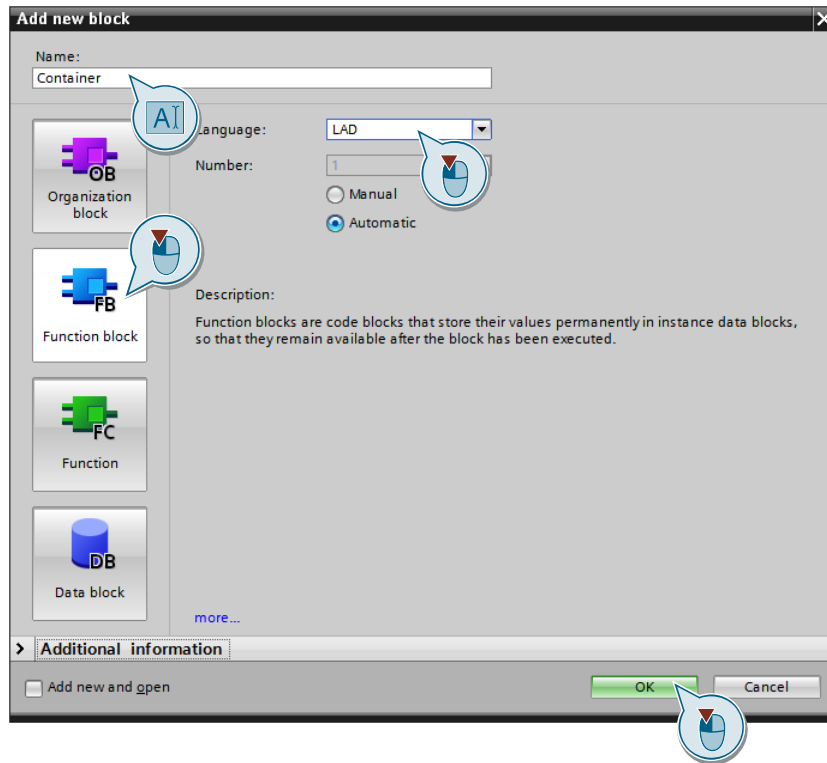 Add new block
Name:
Container
AI
Language:
LAD
Number:
1
Manual
Automatic
OB
Organization
block
FB
Function block
FC
Function
DB
Data block
Description:
Function blocks are code blocks that store their values permanently in instance data blocks,
so that they remain available after the block has been executed.
more...
> Additional information
Add new and open
OK
Cancel